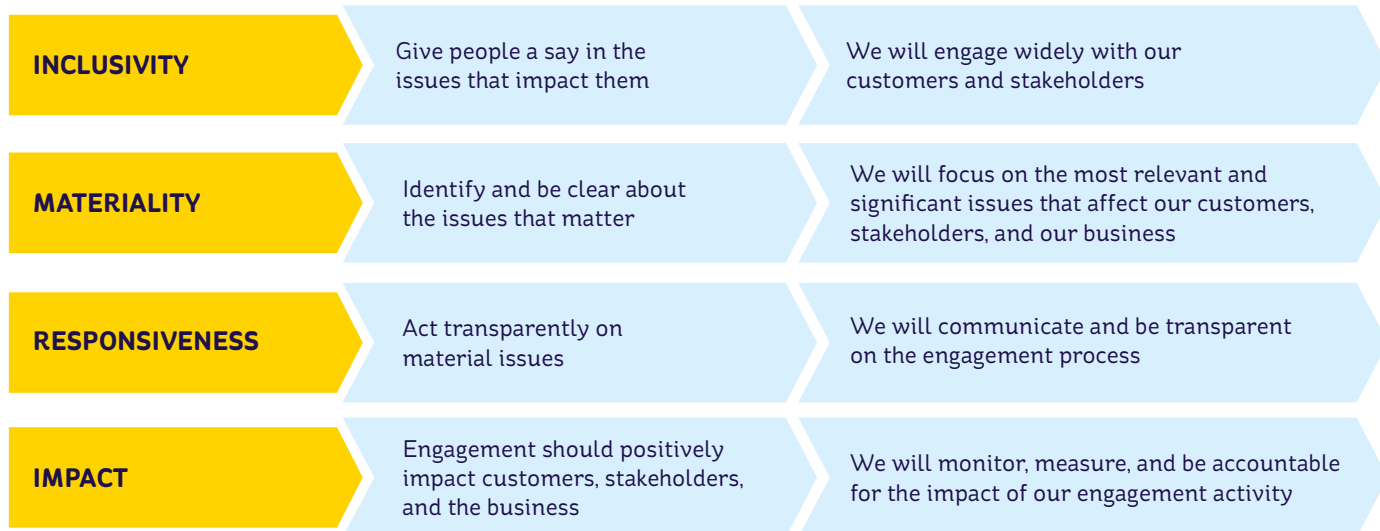 INCLUSIVITY
Give people a say in the
issues that impact them
We will engage widely with our
customers and stakeholders
MATERIALITY
Identify and be clear about
the issues that matter
We will focus on the most relevant and
significant issues that affect our customers,
stakeholders, and our business
RESPONSIVENESS
Act transparently on
material issues
We will communicate and be transparent
on the engagement process
IMPACT
Engagement should positively
impact customers, stakeholders,
and the business
We will monitor, measure, and be accountable
for the impact of our engagement activity